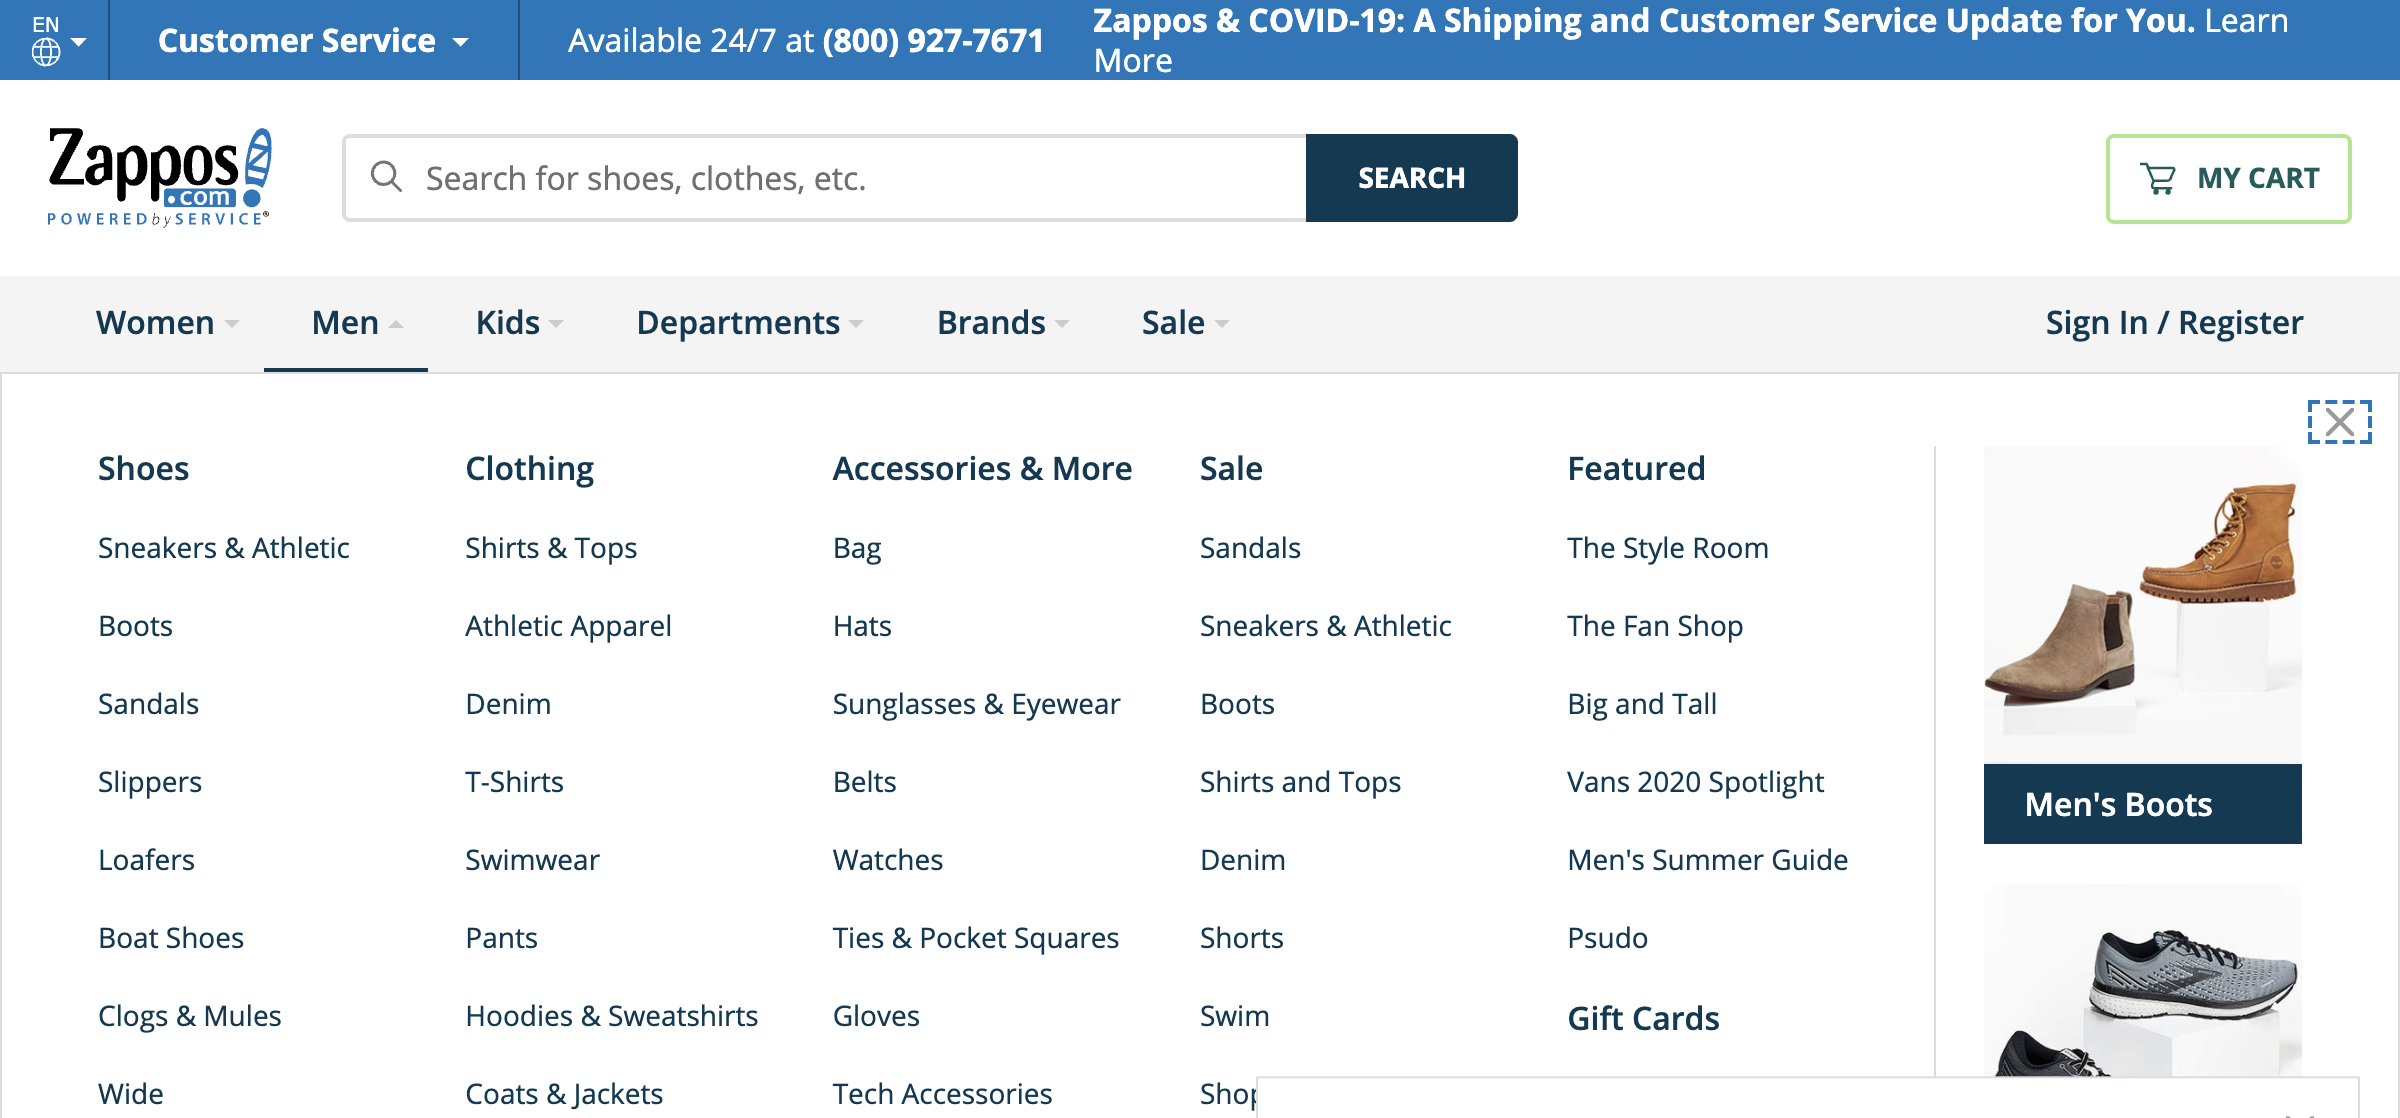 EN
Customer Service
Available 24/7 at (800) 927-7671
Zappos & COVID-19: A Shipping and Customer Service Update for You. Learn
More
Zappos
.com
POWERED by SERVICE®
Search for shoes, clothes, etc.
SEARCH
MY CART
Women
Men
Kids
Departments
Brands
Sale
Sign In / Register
Shoes
Sneakers & Athletic
Boots
Sandals
Slippers
Loafers
Boat Shoes
Clogs & Mules
Wide
Clothing
Shirts & Tops
Athletic Apparel
Denim
T-Shirts
Swimwear
Pants
Hoodies & Sweatshirts
Coats & Jackets
Accessories & More
Bag
Hats
Sunglasses & Eyewear
Belts
Watches
Ties & Pocket Squares
Gloves
Tech Accessories
Sale
Sandals
Sneakers & Athletic
Boots
Shirts and Tops
Denim
Shorts
Swim
Featured
The Style Room
The Fan Shop
Big and Tall
Vans 2020 Spotlight
Men's Summer Guide
Psudo
Gift Cards
Men's Boots